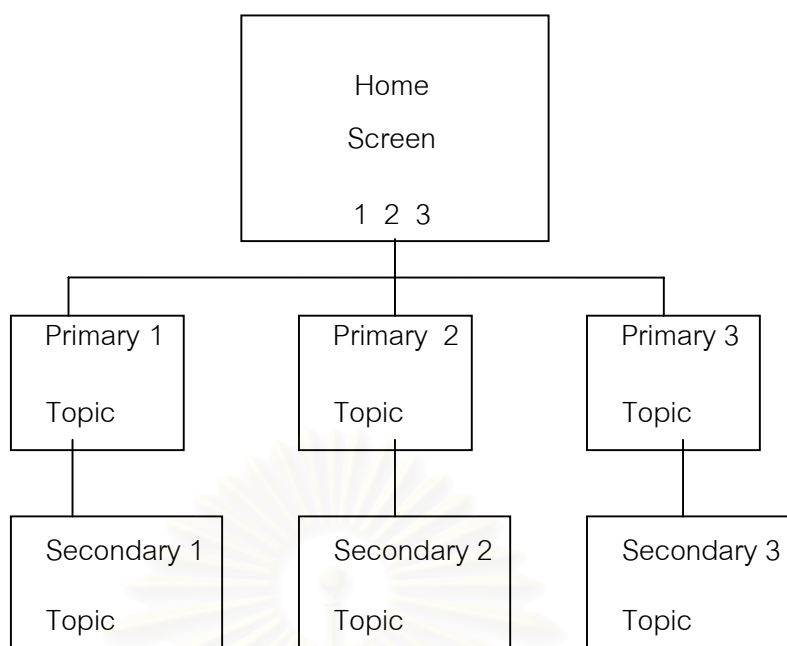 Home
Screen
1 2 3
Primary 1
Topic
Primary 2
Topic
Primary 3
Topic
Secondary 1
Topic
Secondary 2
Topic
Secondary 3
Topic